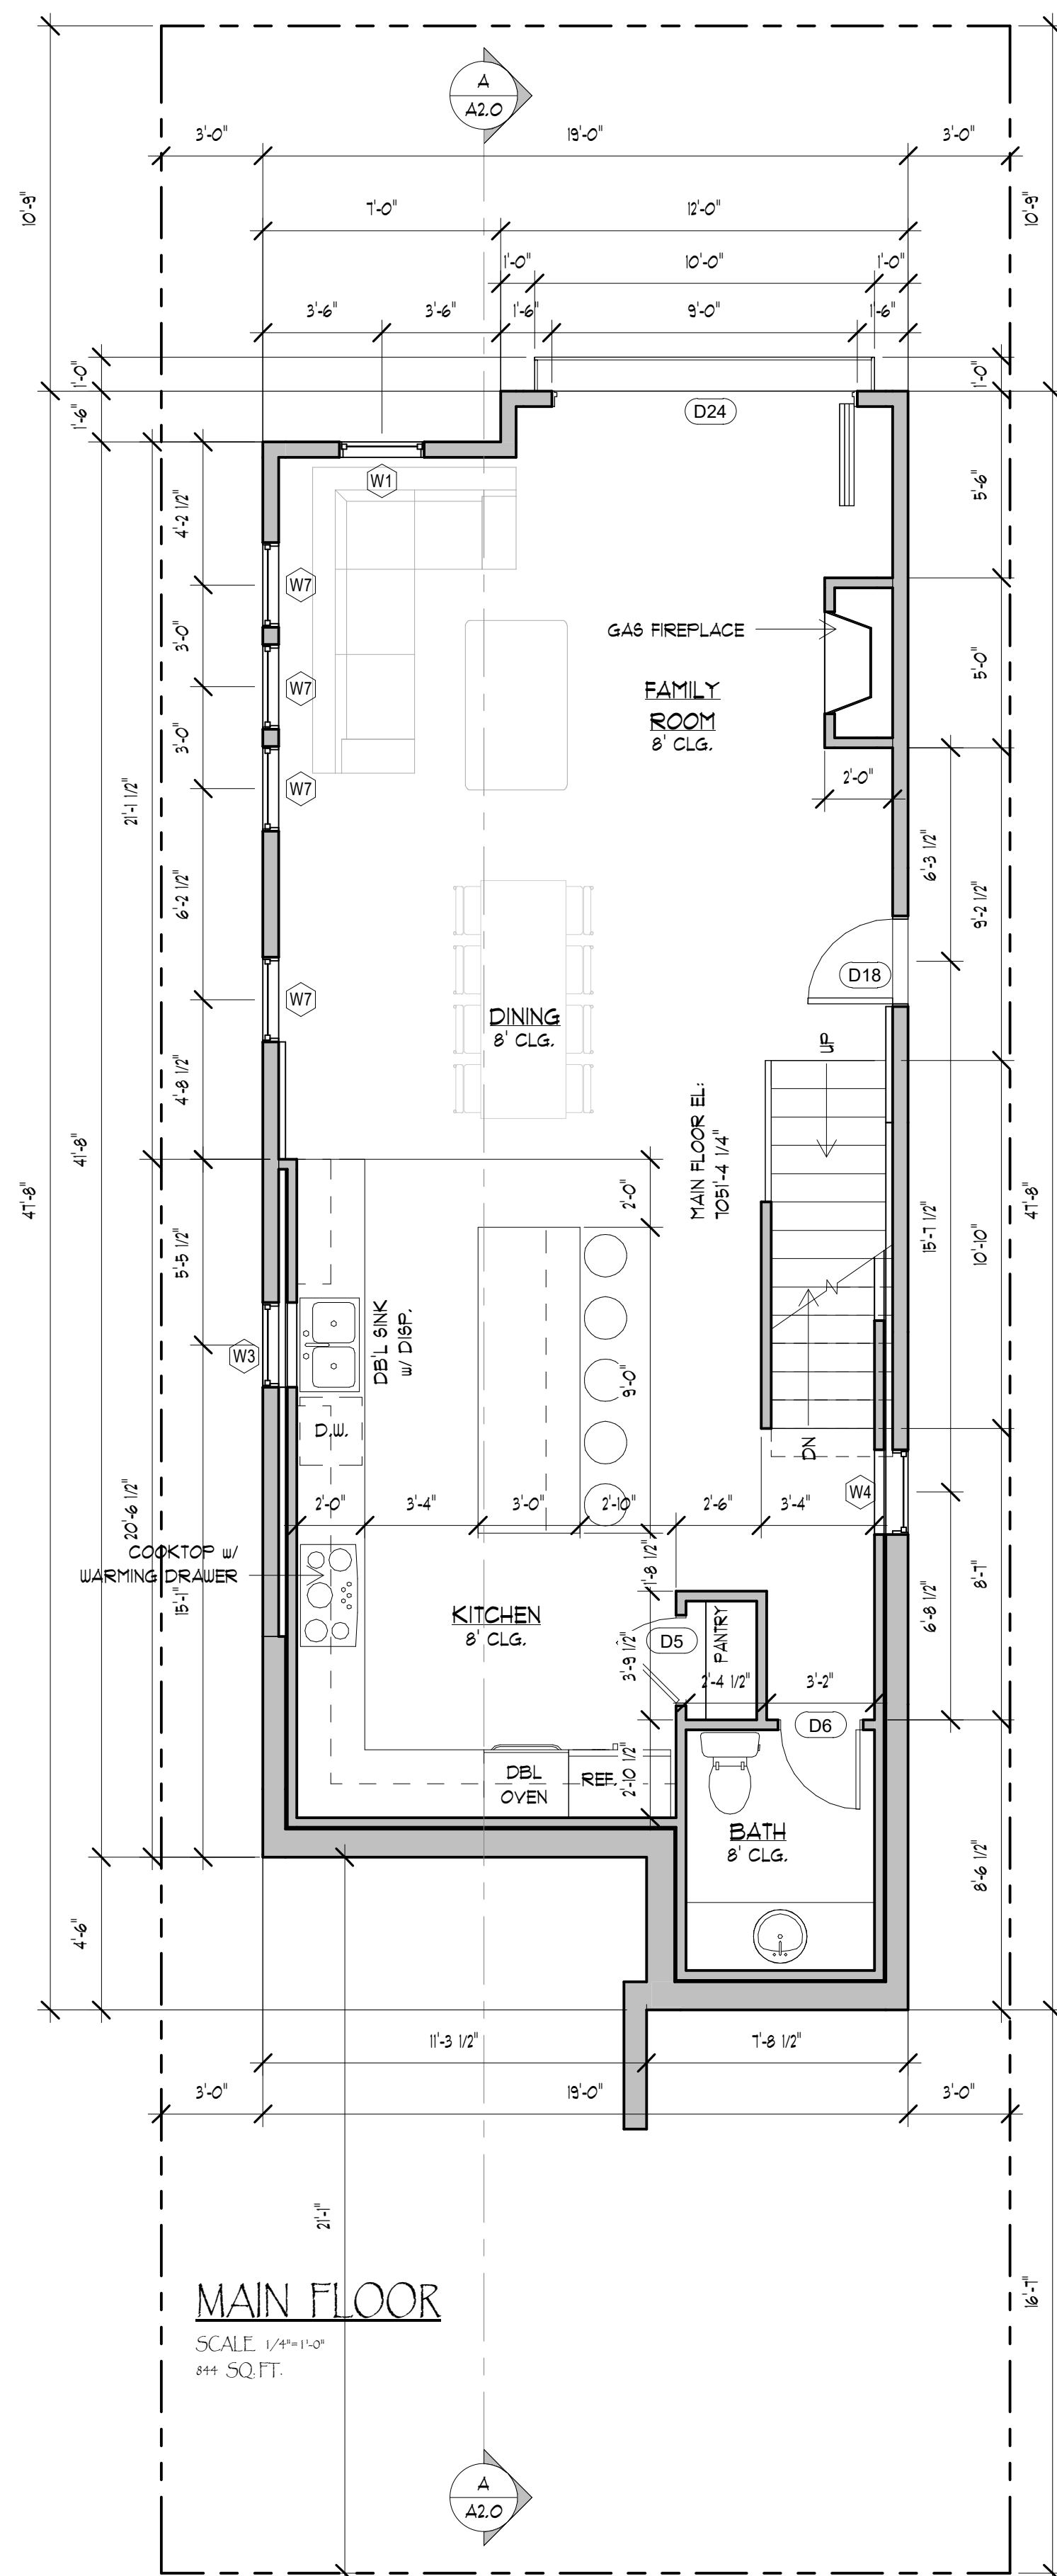 A
A2.0
3'-0"
19'-0"
3'-0"
10'-9"
10'-9"
7'-0"
12'-0"
1'-0"
10'-0"
1'-0"
3'-6"
3'-6"
1'-6"
9'-0"
1'-6"
1'-0"
1'-0"
1'-6"
D24
W1
4'-2 1/2"
5'-6"
W7
3'-0"
GAS FIREPLACE
5'-0"
W7
FAMILY
ROOM
8' CLG.
3'-0"
2'-0"
W7
21'-1 1/2"
6'-3 1/2"
6'-2 1/2"
9'-2 1/2"
D18
W7
DINING
8' CLG.
UP
4'-8 1/2"
MAIN FLOOR EL:
7051'-4 1/4"
41'-8"
47'-8"
47'-8"
2'-0"
5'-5 1/2"
15'-7 1/2"
10'-10"
DB'L SINK
w/ DISP.
W3
9'-0"
D.W.
DN
W4
2'-0"
3'-4"
3'-0"
2'-10"
2'-6"
3'-4"
20'-6 1/2"
COOKTOP w/
WARMING DRAWER
15'-1"
1'-8 1/2"
8'-7"
6'-8 1/2"
KITCHEN
8' CLG.
D5
PANTRY
3'-9 1/2"
2'-4 1/2"
3'-2"
D6
DBL
OVEN
REF.
2'-10 1/2"
BATH
8' CLG.
8'-6 1/2"
4'-6"
11'-3 1/2"
7'-8 1/2"
3'-0"
19'-0"
3'-0"
21'-1"
16'-7"
MAIN FLOOR
SCALE 1/4"=1'-0"
844 SQ.FT.
A
A2.0